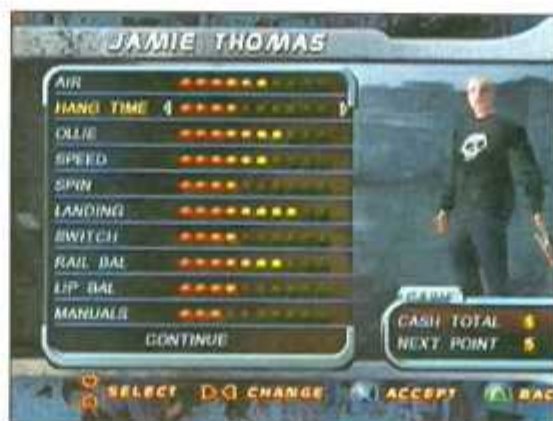 JAMIE THOMAS
AIR
HANG TIME
OLLIE
SPEED
SPIN
LANDING
SWITCH
RAIL BAL
LIP BAL
MANUALS
CONTINUE
CASH TOTAL $
NEXT POINT $
SELECT CHANGE ACCEPT BAC